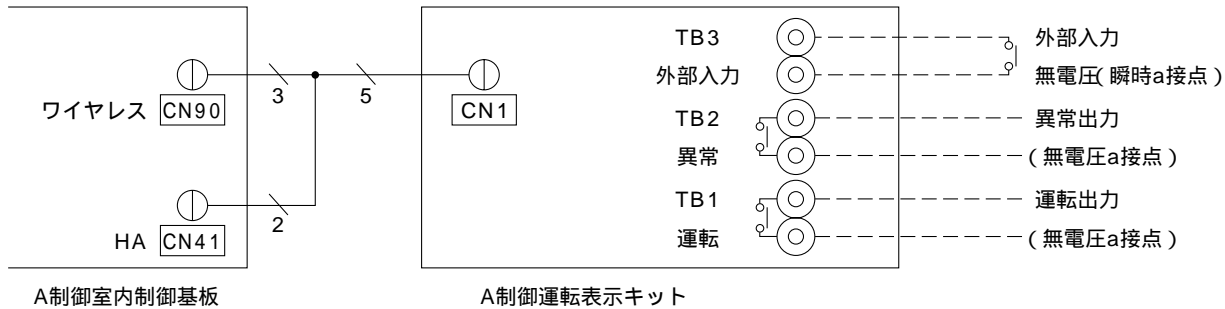 TB3
外部入力
外部入力
無電圧(瞬時a接点)
3
5
ワイヤレス CN90
CN1
TB2
異常出力
異常
(無電圧a接点)
TB1
運転出力
2
HA CN41
運転
(無電圧a接点)
A制御室内制御基板
A制御運転表示キット